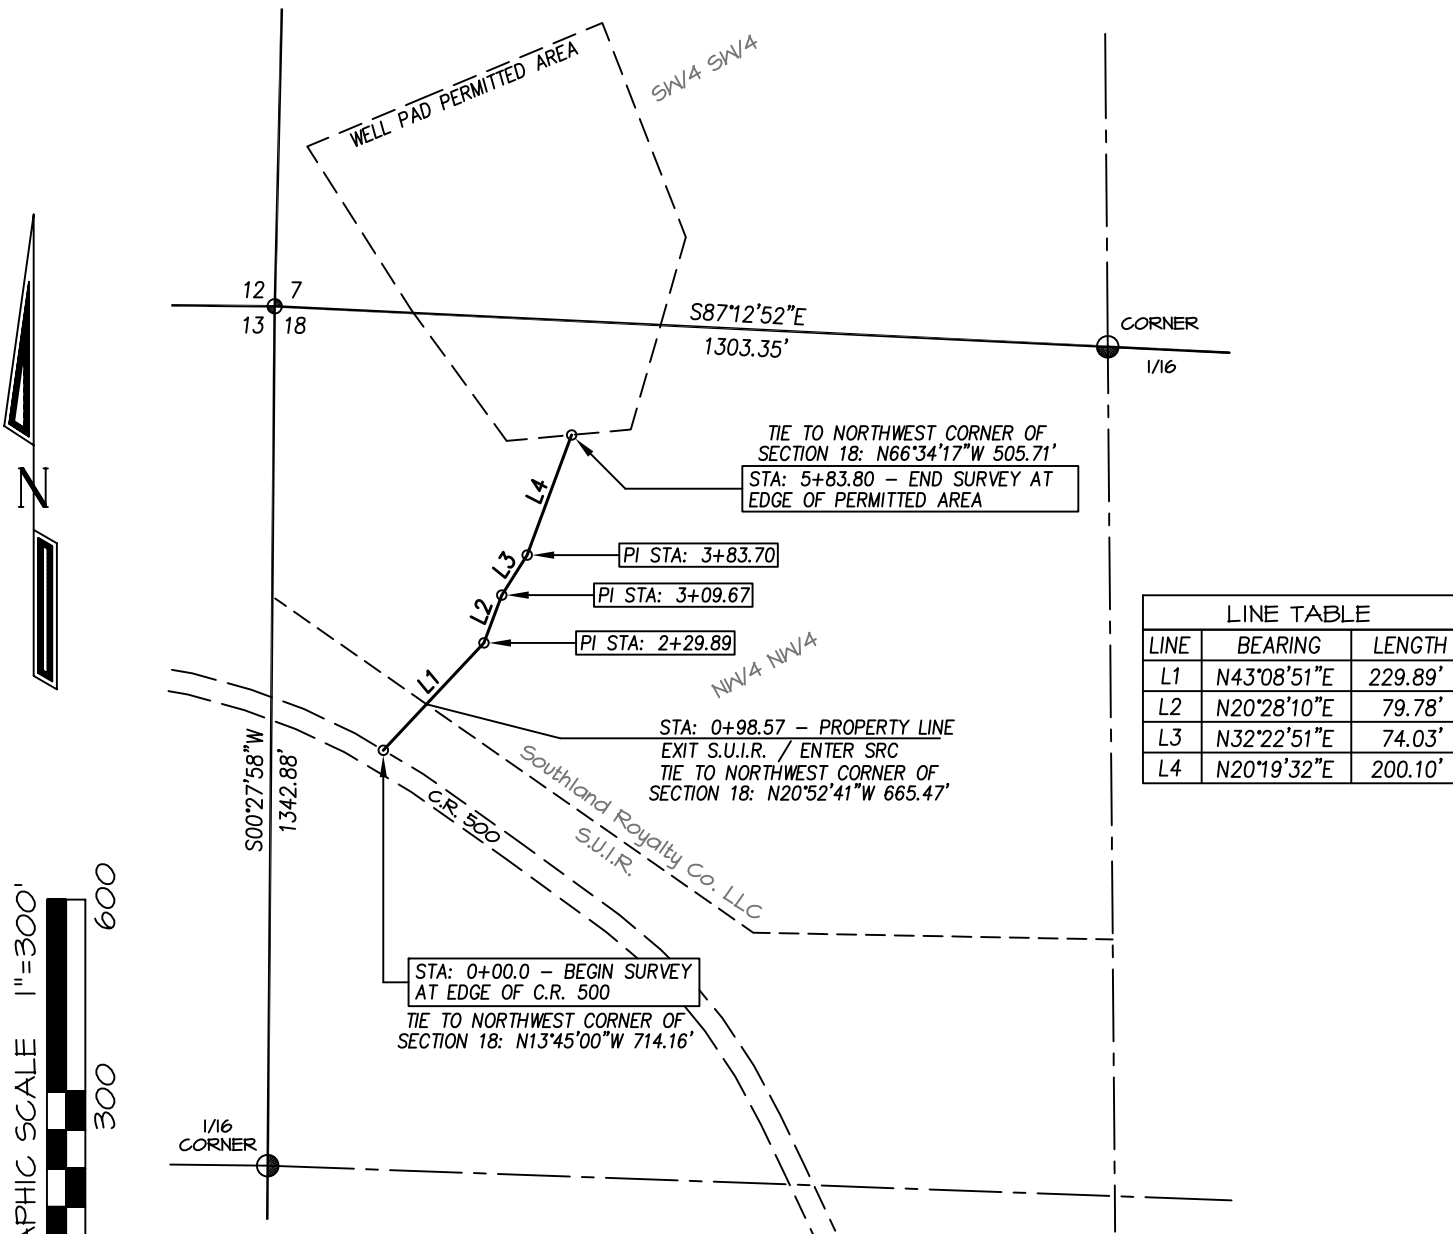 WELL PAD PERMITTED AREA
SW/4 SW/4
12 7
13 18
S87°12'52"E
1303.35'
CORNER
1/16
N
TIE TO NORTHWEST CORNER OF
SECTION 18: N66°34'17"W 505.71'
STA: 5+83.80 – END SURVEY AT
EDGE OF PERMITTED AREA
L4
L3
PI STA: 3+83.70
L2
PI STA: 3+09.67
PI STA: 2+29.89
L1
NW/4 NW/4
STA: 0+98.57 – PROPERTY LINE
EXIT S.U.I.R. / ENTER SRC
TIE TO NORTHWEST CORNER OF
SECTION 18: N20°52'41"W 665.47'
LINE TABLE
LINE BEARING LENGTH
L1 N43°08'51"E 229.89'
L2 N20°28'10"E 79.78'
L3 N32°22'51"E 74.03'
L4 N20°19'32"E 200.10'
S00°27'58"W
1342.88'
C.R. 500
Southland Royalty Co. LLC
S.U.I.R.
STA: 0+00.0 – BEGIN SURVEY
AT EDGE OF C.R. 500
TIE TO NORTHWEST CORNER OF
SECTION 18: N13°45'00"W 714.16'
1/16
CORNER
APHIC SCALE 1"=300'
600
300